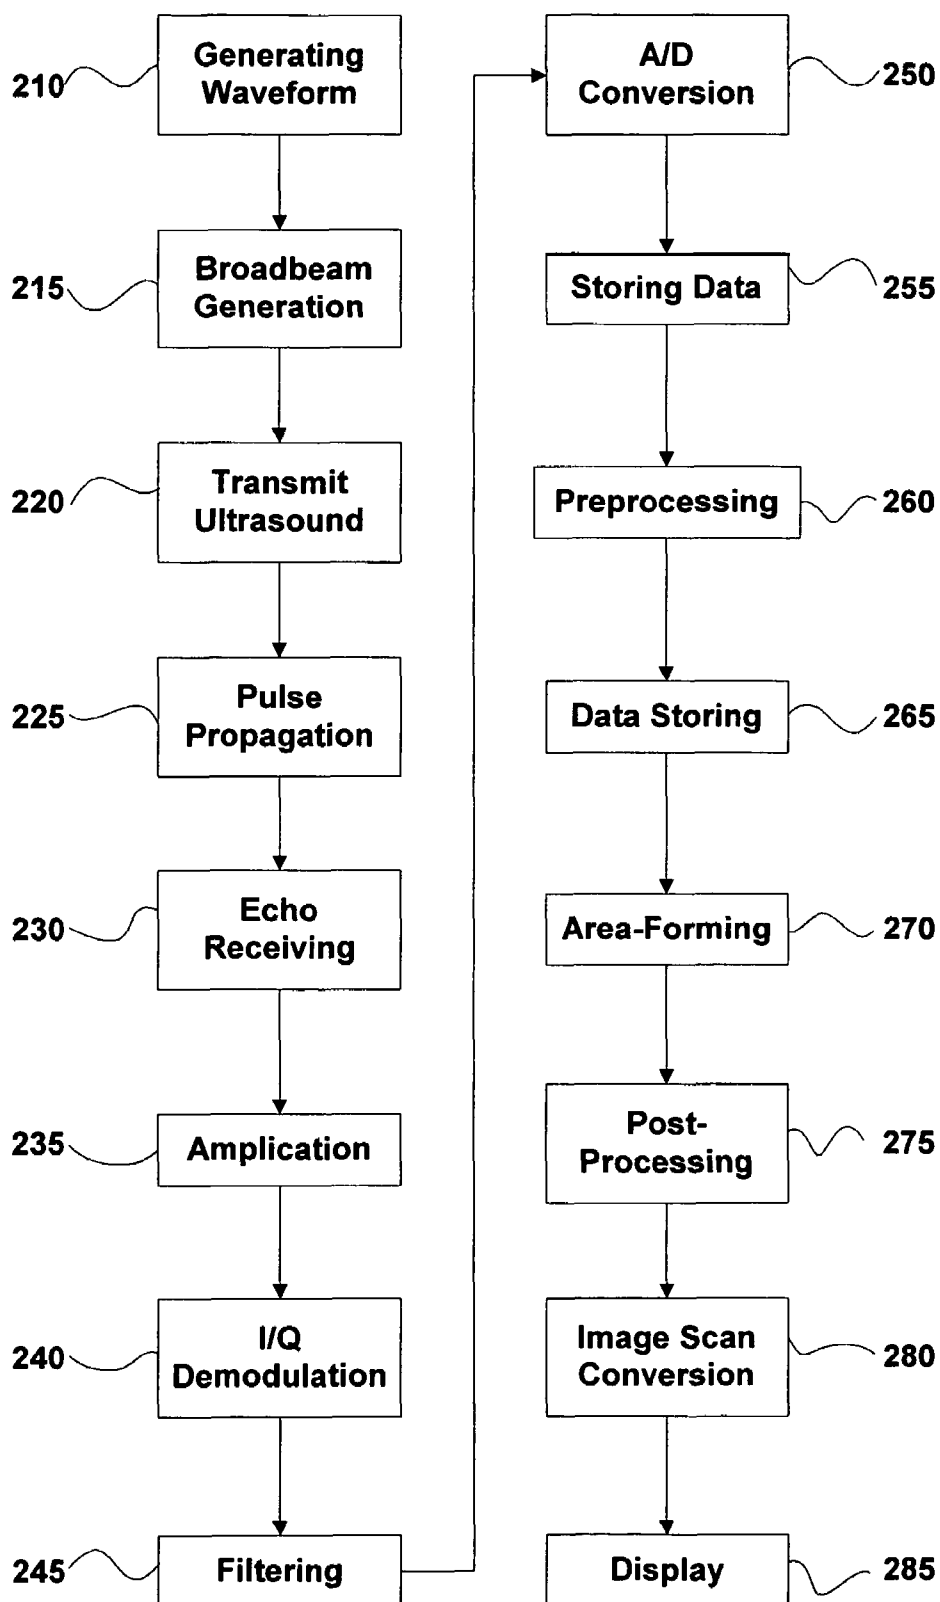 210
Generating
Waveform
215
Broadbeam
Generation
220
Transmit
Ultrasound
225
Pulse
Propagation
230
Echo
Receiving
235
Amplication
240
I/Q
Demodulation
245
Filtering
A/D
Conversion
250
Storing Data
255
Preprocessing
260
Data Storing
265
Area-Forming
270
Post-
Processing
275
Image Scan
Conversion
280
Display
285